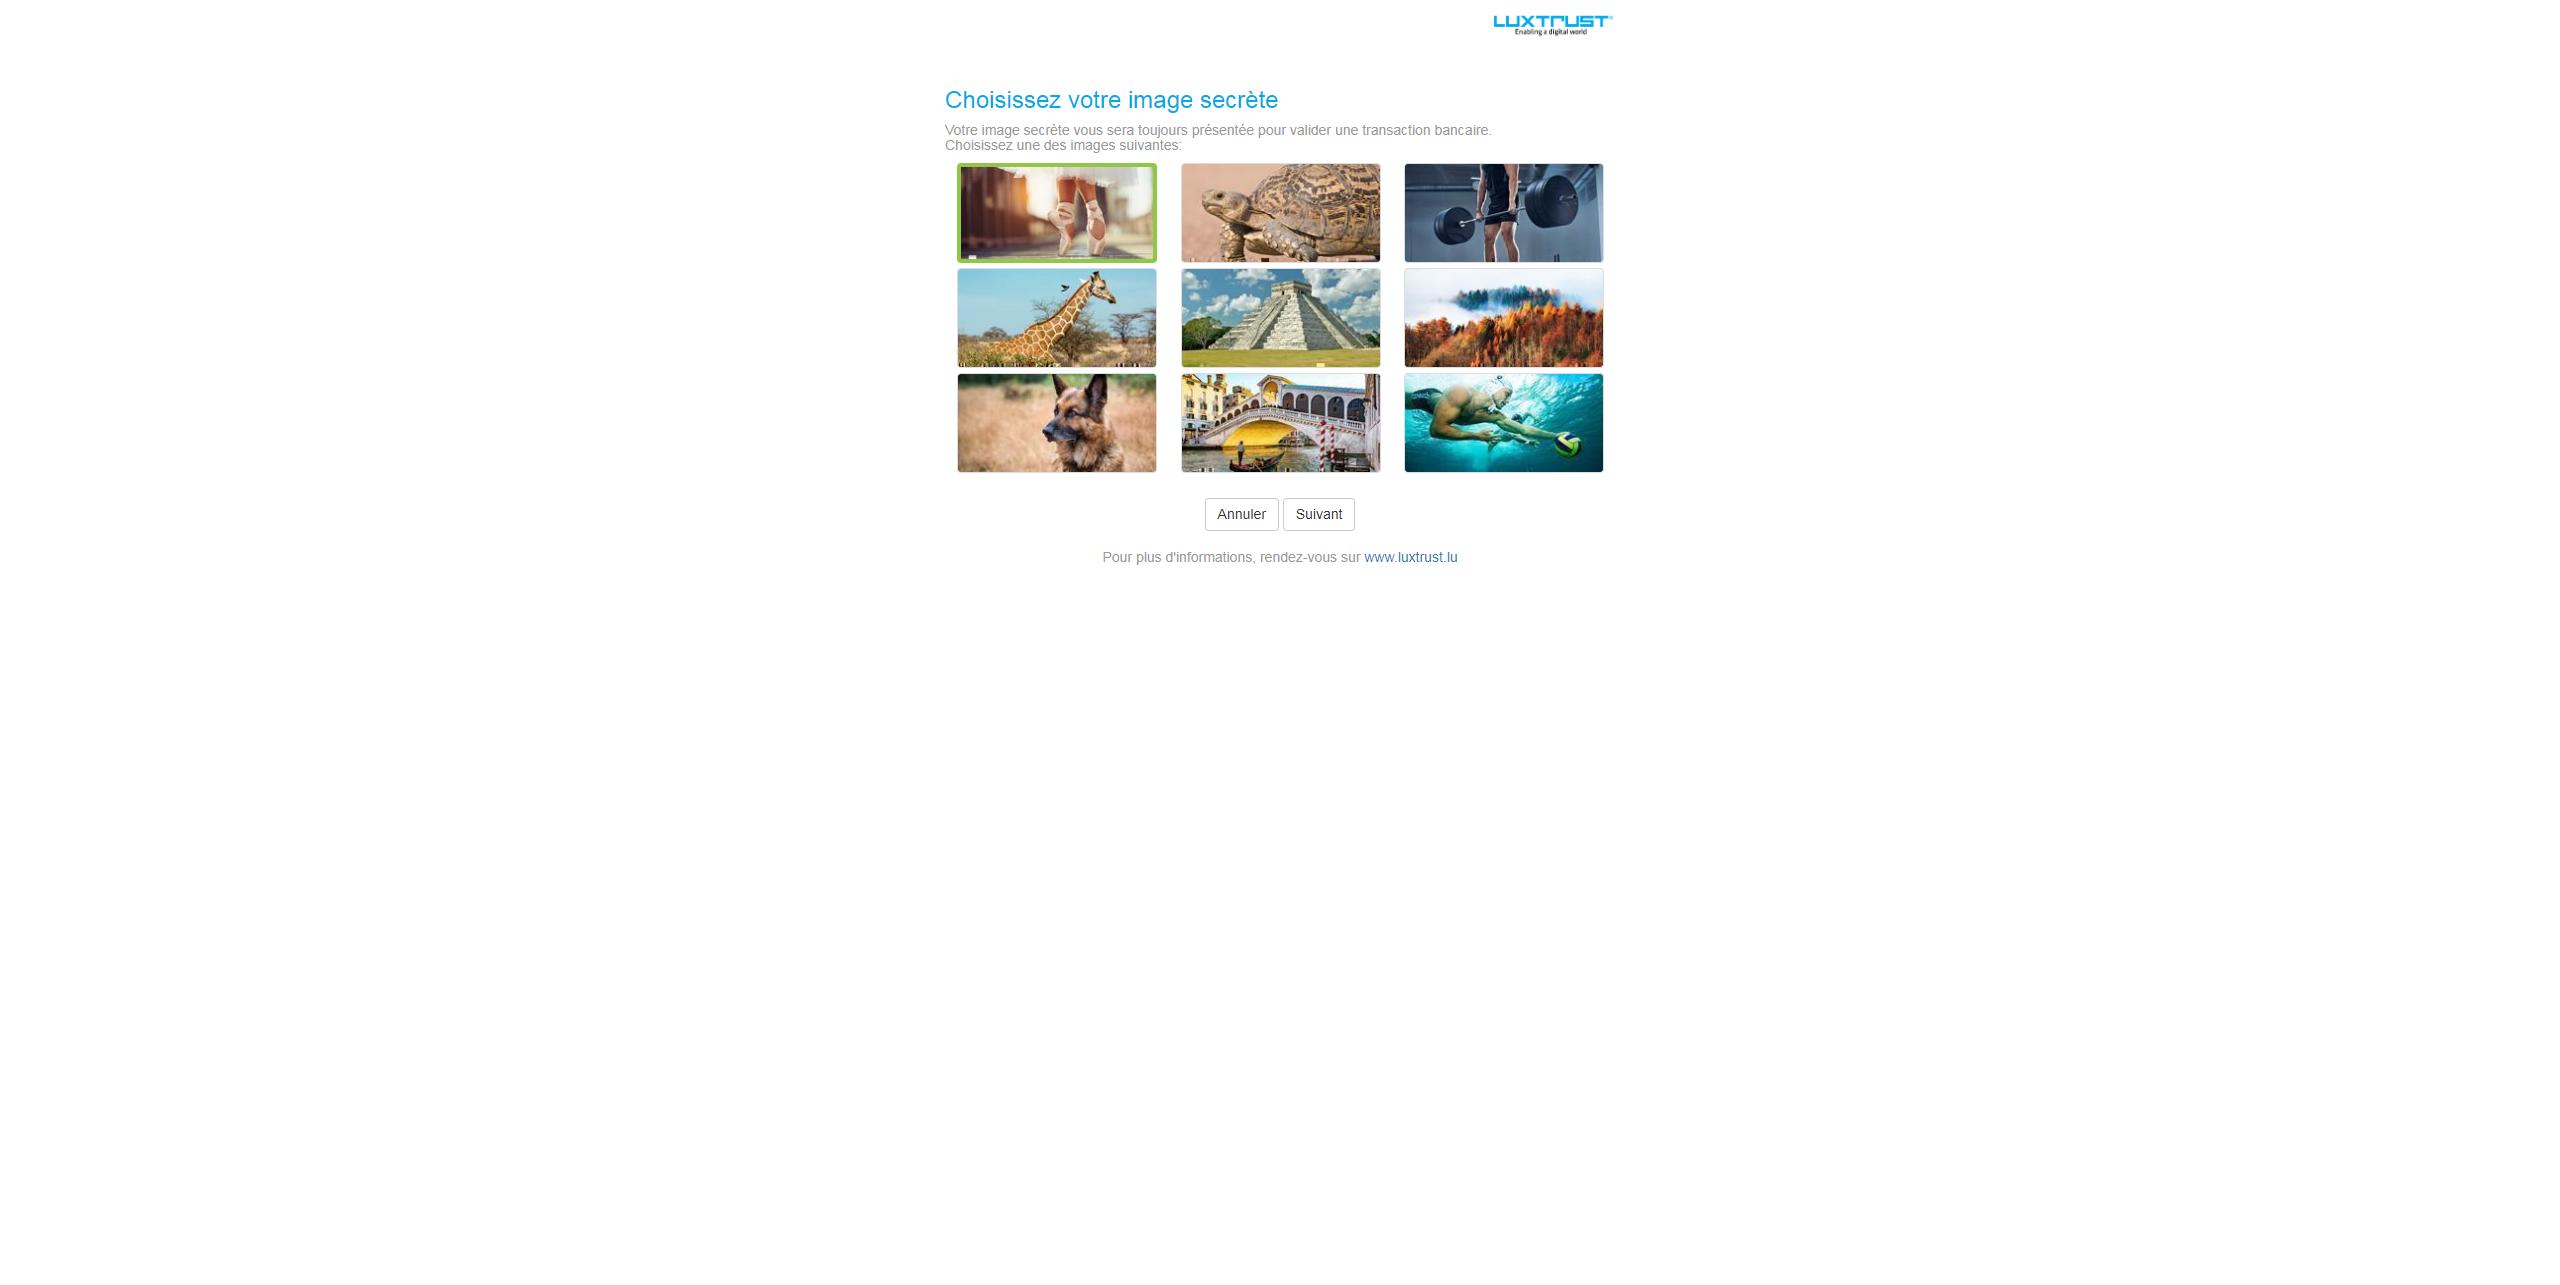 LUXTRUST
Enabling a digital world
Choisissez votre image secrète
Votre image secrète vous sera toujours présentée pour valider une transaction bancaire.
Choisissez une des images suivantes:
Annuler
Suivant
Pour plus d'informations, rendez-vous sur www.luxtrust.lu